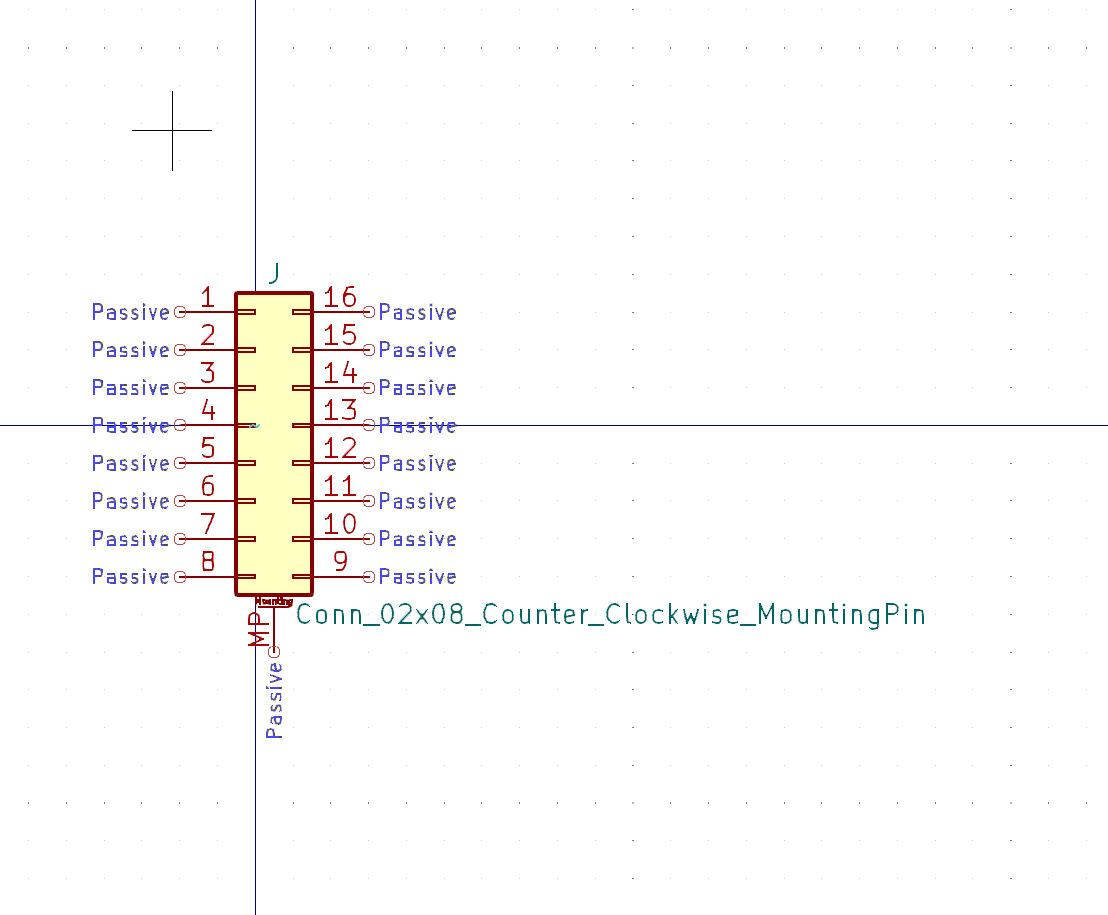 J
1 16
Passive Passive
2 15
Passive Passive
3 14
Passive Passive
4 13
Passive Passive
5 12
Passive Passive
6 11
Passive Passive
7 10
Passive Passive
8 9
Passive Passive
Mounting
Conn_02x08_Counter_Clockwise_MountingPin
MP
Passive